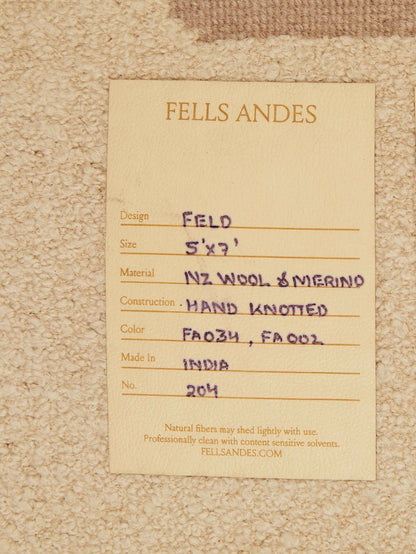 FELLS ANDES
Design FELD
Size 5'x7'
Material NZ WOOL & MERINO
Construction . HAND KNOTTED
Color FA034 , FA002
Made In INDIA
No. 204
Natural fibers may shed lightly with use.
Professionally clean with content sensitive solvents.
FELLSANDES.COM